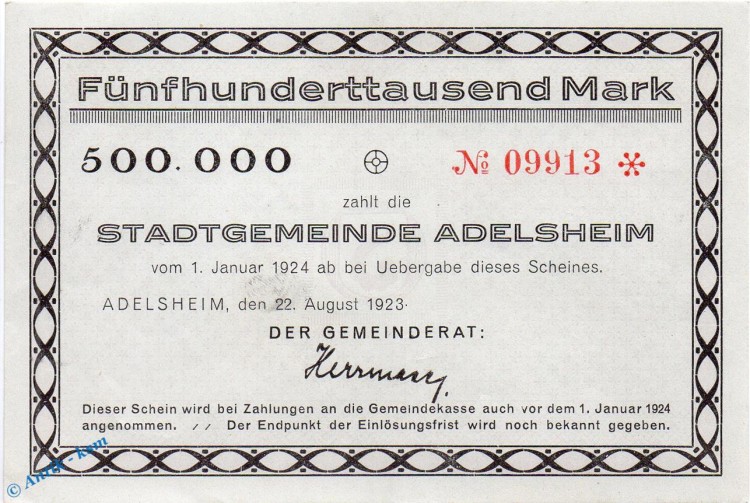 Fünfhunderttausend Mark
500.000 № 09913 *
zahlt die
STADTGEMEINDE ADELSHEIM
vom 1. Januar 1924 ab bei Uebergabe dieses Scheines.
ADELSHEIM, den 22. August 1923.
DER GEMEINDERAT:
Herrmann
Dieser Schein wird bei Zahlungen an die Gemeindekasse auch vor dem 1. Januar 1924
angenommen. // Der Endpunkt der Einlösungsfrist wird noch bekannt gegeben.
© Antik - kam